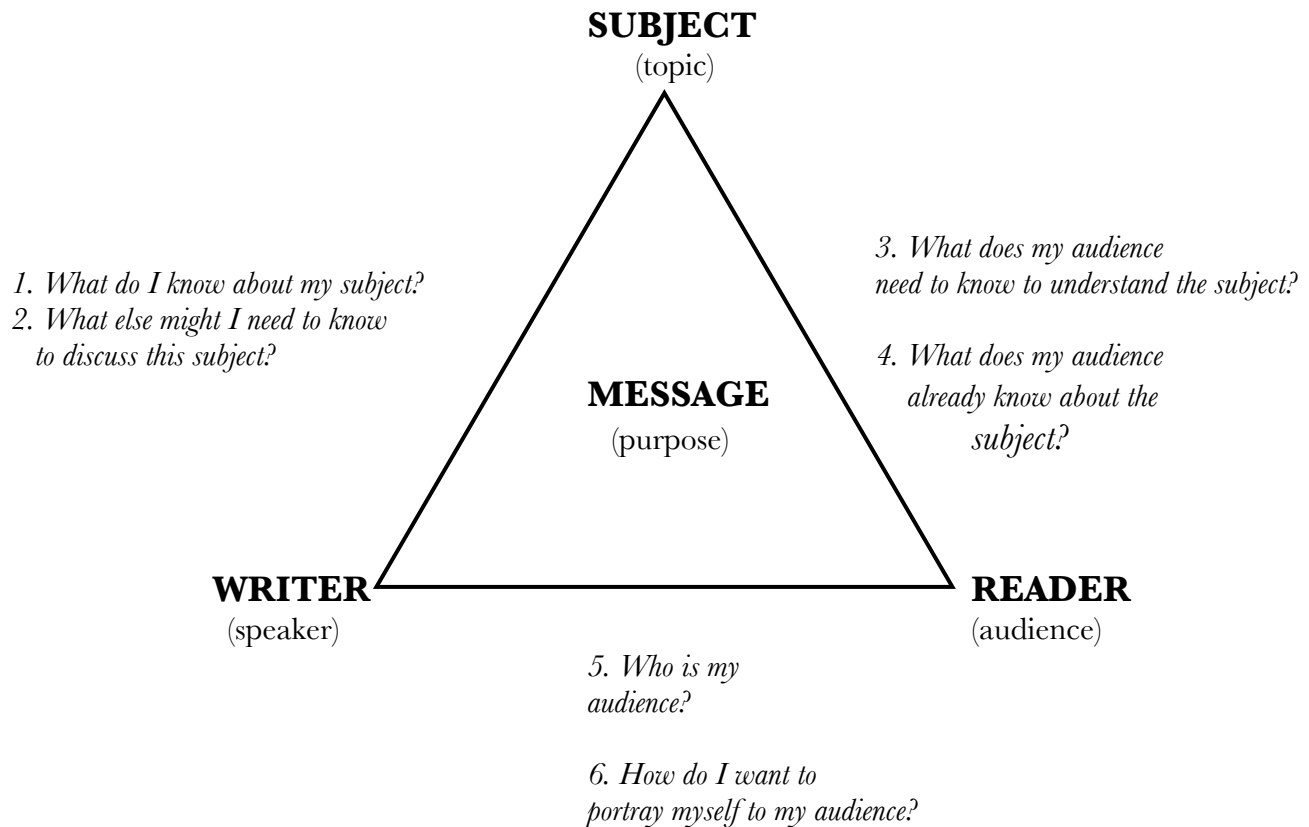 SUBJECT
(topic)
1. What do I know about my subject?
2. What else might I need to know
to discuss this subject?
3. What does my audience
need to know to understand the subject?
4. What does my audience
already know about the
subject?
MESSAGE
(purpose)
WRITER
(speaker)
READER
(audience)
5. Who is my
audience?
6. How do I want to
portray myself to my audience?